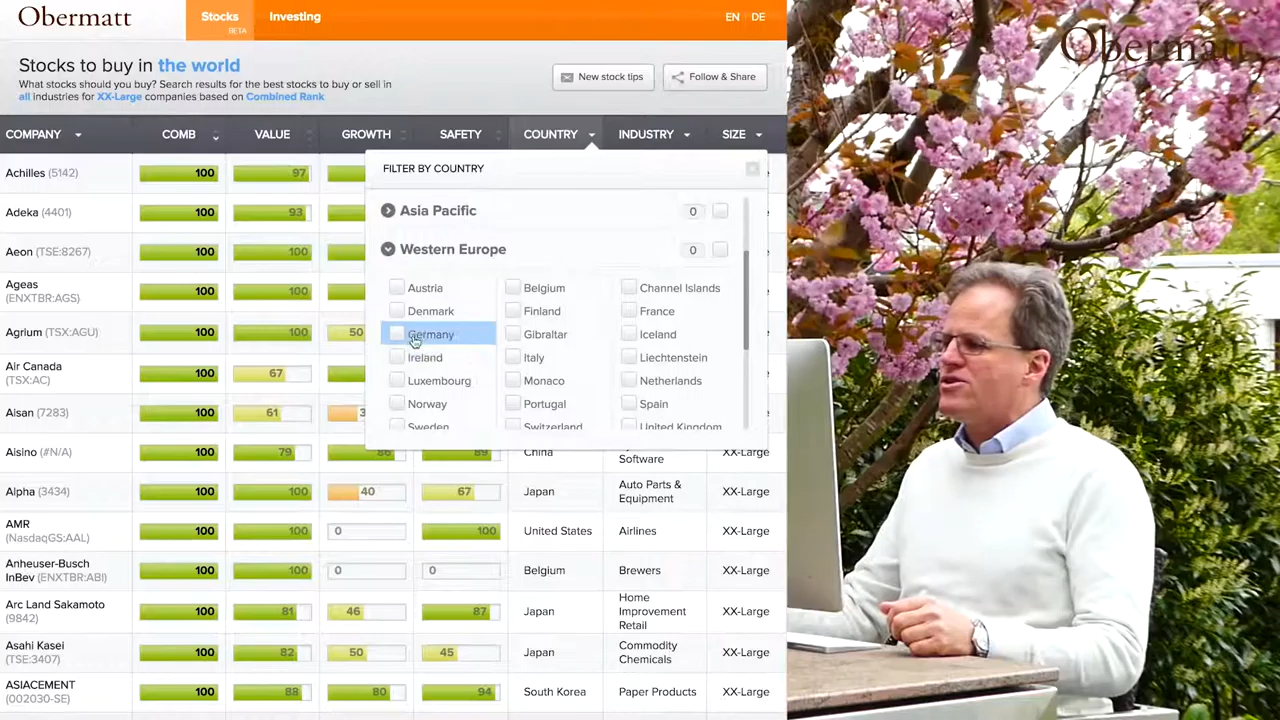 Obermatt
Stocks
BETA
Investing
EN DE
Obermatt
Stocks to buy in the world
What stocks should you buy? Search results for the best stocks to buy or sell in
all industries for XX-Large companies based on Combined Rank
New stock tips
Follow & Share
COMPANY COMB VALUE GROWTH SAFETY COUNTRY INDUSTRY SIZE
FILTER BY COUNTRY
Asia Pacific 0
Western Europe 0
Austria Belgium Channel Islands
Denmark Finland France
Germany Gibraltar Iceland
Ireland Italy Liechtenstein
Luxembourg Monaco Netherlands
Norway Portugal Spain
Sweden Switzerland United Kingdom
Achilles (5142) 100 97
Adeka (4401) 100 93
Aeon (TSE:8267) 100 100
Ageas
(ENXTBR:AGS) 100 100
Agrium (TSX:AGU) 100 100 50
Air Canada
(TSX:AC) 100 67
Aisan (7283) 100 61 3
Aisino (#N/A) 100 79 86 89 China
Software XX-Large
Alpha (3434) 100 100 40 67 Japan Auto Parts &
Equipment XX-Large
AMR
(NasdaqGS:AAL) 100 100 0 100 United States Airlines XX-Large
Anheuser-Busch
InBev (ENXTBR:ABI) 100 100 0 0 Belgium Brewers XX-Large
Arc Land Sakamoto
(9842) 100 81 46 87 Japan Home
Improvement
Retail XX-Large
Asahi Kasei
(TSE:3407) 100 82 50 45 Japan Commodity
Chemicals XX-Large
ASIACEMENT
(002030-SE) 100 88 80 94 South Korea Paper Products XX-Large